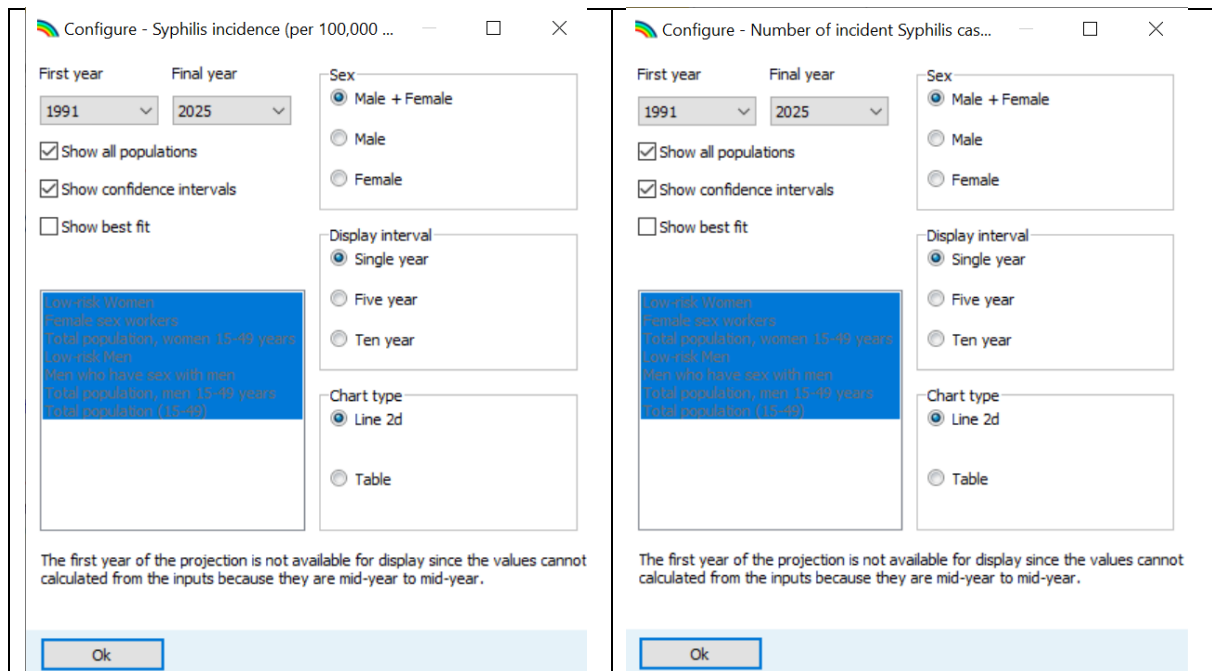 Configure - Syphilis incidence (per 100,000 ...
First year
Final year
1991
2025
Show all populations
Show confidence intervals
Show best fit
Low-risk Women
Female sex workers
Total population, women 15-49 years
Low-risk Men
Men who have sex with men
Total population, men 15-49 years
Total population (15-49)
Sex
Male + Female
Male
Female
Display interval
Single year
Five year
Ten year
Chart type
Line 2d
Table
The first year of the projection is not available for display since the values cannot
calculated from the inputs because they are mid-year to mid-year.
Ok
Configure - Number of incident Syphilis cas...
First year
Final year
1991
2025
Show all populations
Show confidence intervals
Show best fit
Low-risk Women
Female sex workers
Total population, women 15-49 years
Low-risk Men
Men who have sex with men
Total population, men 15-49 years
Total population (15-49)
Sex
Male + Female
Male
Female
Display interval
Single year
Five year
Ten year
Chart type
Line 2d
Table
The first year of the projection is not available for display since the values cannot
calculated from the inputs because they are mid-year to mid-year.
Ok